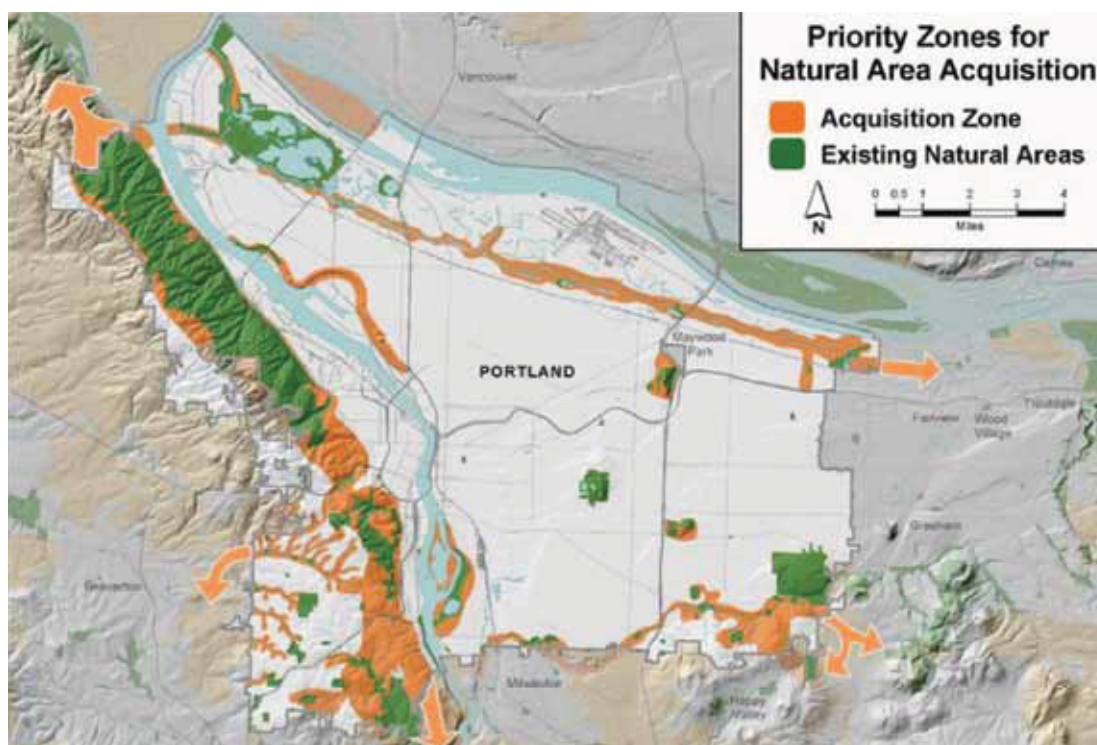 Priority Zones for
Natural Area Acquisition
Acquisition Zone
Existing Natural Areas
N
0 0.5 1 2 3 4
Miles
Vancouver
Camas
Maywood
Park
PORTLAND
Fairview
Wood
Village
Troutdale
Gresham
Beaverton
Milwaukie
Happy
Valley